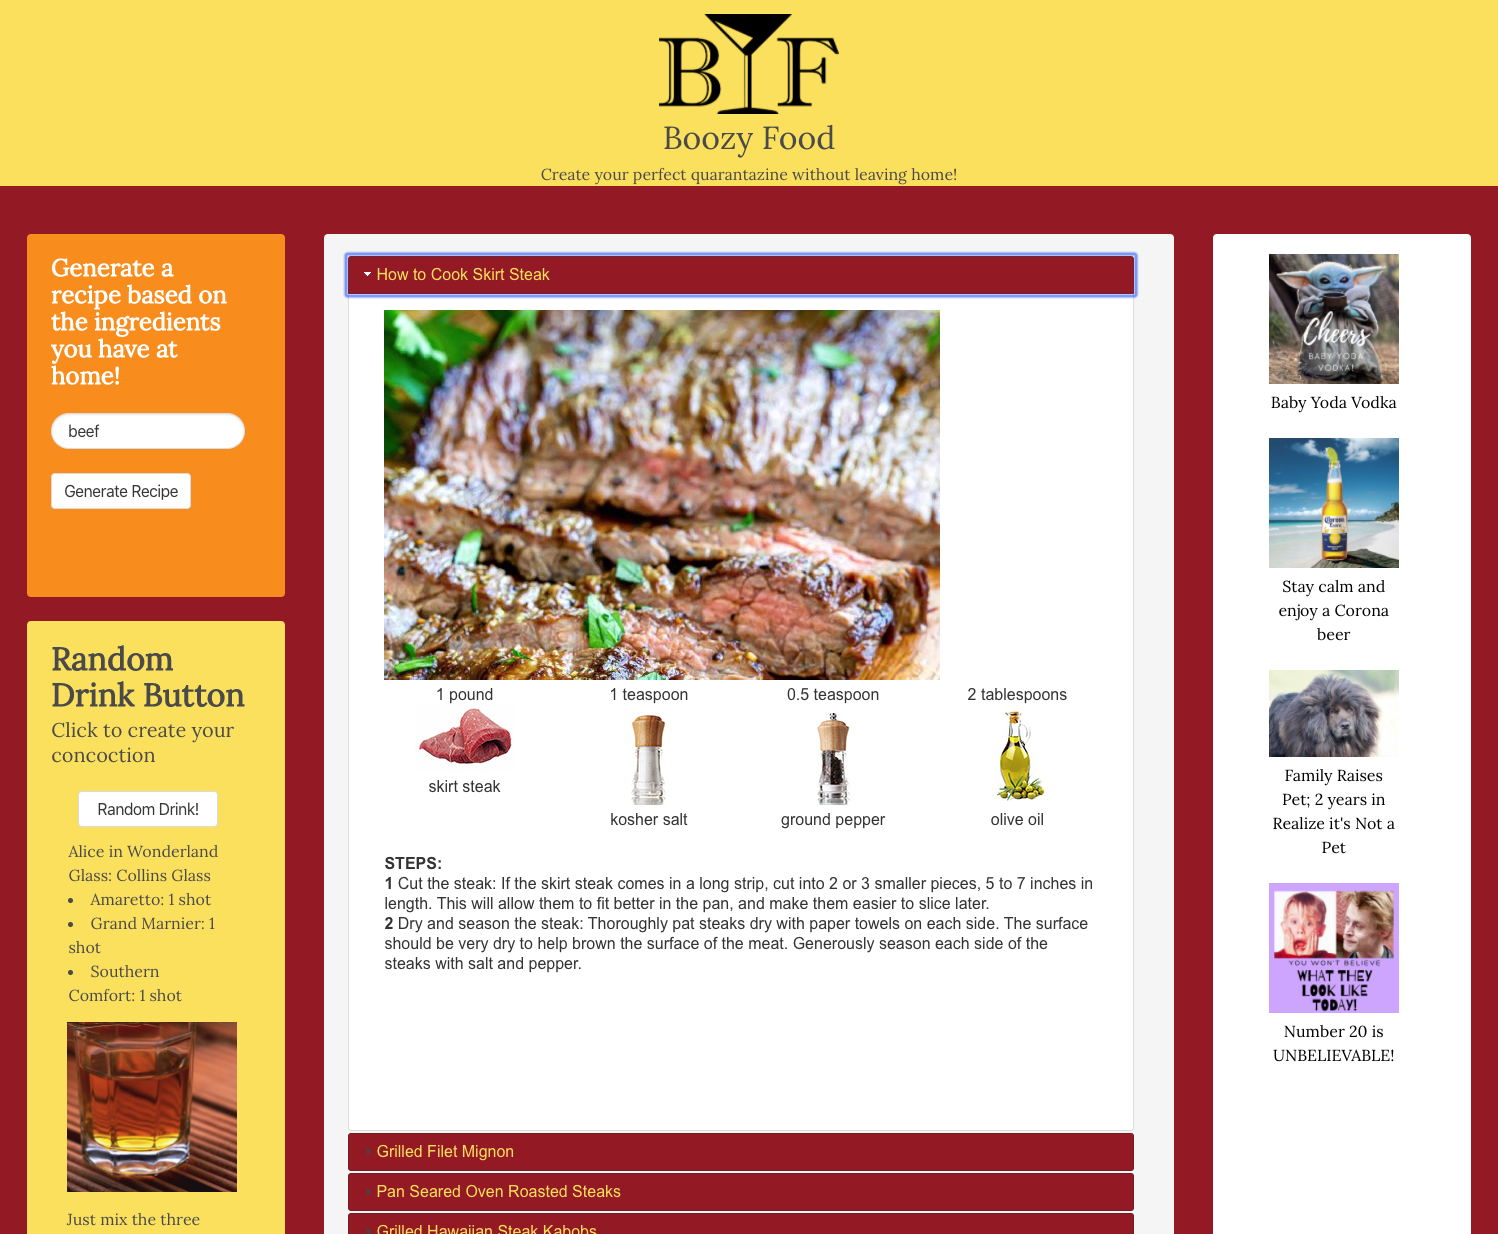 BYF
Boozy Food
Create your perfect quarantazine without leaving home!
Generate a
recipe based on
the ingredients
you have at
home!
beef
Generate Recipe
Random
Drink Button
Click to create your
concoction
Random Drink!
Alice in Wonderland
Glass: Collins Glass
• Amaretto: 1 shot
• Grand Marnier: 1
shot
• Southern
Comfort: 1 shot
Just mix the three
How to Cook Skirt Steak
1 pound
skirt steak
1 teaspoon
kosher salt
0.5 teaspoon
ground pepper
2 tablespoons
olive oil
STEPS:
1 Cut the steak: If the skirt steak comes in a long strip, cut into 2 or 3 smaller pieces, 5 to 7 inches in
length. This will allow them to fit better in the pan, and make them easier to slice later.
2 Dry and season the steak: Thoroughly pat steaks dry with paper towels on each side. The surface
should be very dry to help brown the surface of the meat. Generously season each side of the
steaks with salt and pepper.
Grilled Filet Mignon
Pan Seared Oven Roasted Steaks
Grilled Hawaiian Steak Kabobs
Cheers
BABY YODA
VODKA!
Baby Yoda Vodka
Corona
Extra
Stay calm and
enjoy a Corona
beer
Family Raises
Pet; 2 years in
Realize it's Not a
Pet
YOU WON'T BELIEVE
WHAT THEY
LOOK LIKE
TODAY!
Number 20 is
UNBELIEVABLE!